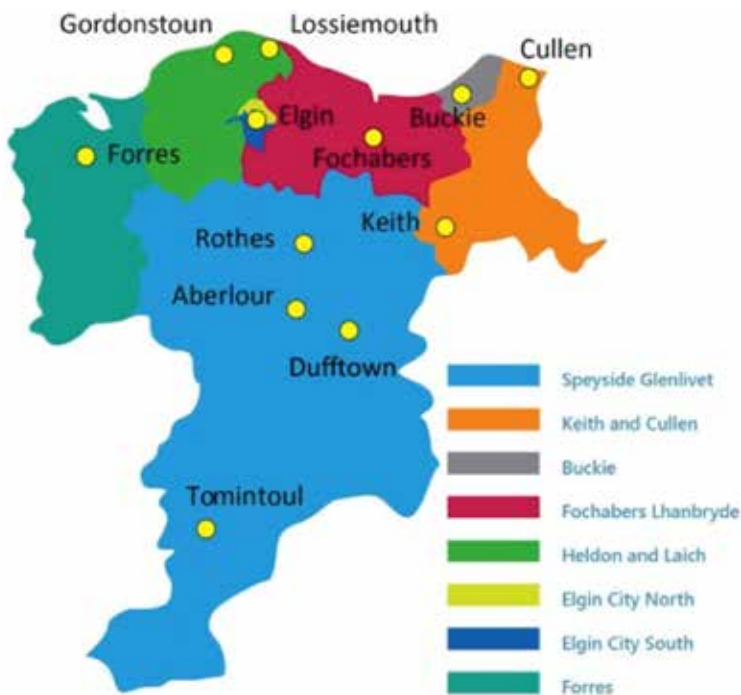 Gordonstoun
Lossiemouth
Cullen
Elgin
Buckie
Forres
Fochabers
Rothes
Keith
Aberlour
Dufftown
Tomintoul
Speyside Glenlivet
Keith and Cullen
Buckie
Fochabers Lhanbryde
Heldon and Laich
Elgin City North
Elgin City South
Forres